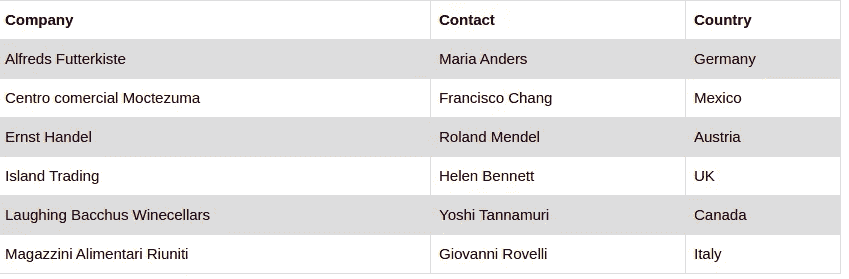 Company Contact Country
Alfreds Futterkiste Maria Anders Germany
Centro comercial Moctezuma Francisco Chang Mexico
Ernst Handel Roland Mendel Austria
Island Trading Helen Bennett UK
Laughing Bacchus Winecellars Yoshi Tannamuri Canada
Magazzini Alimentari Riuniti Giovanni Rovelli Italy